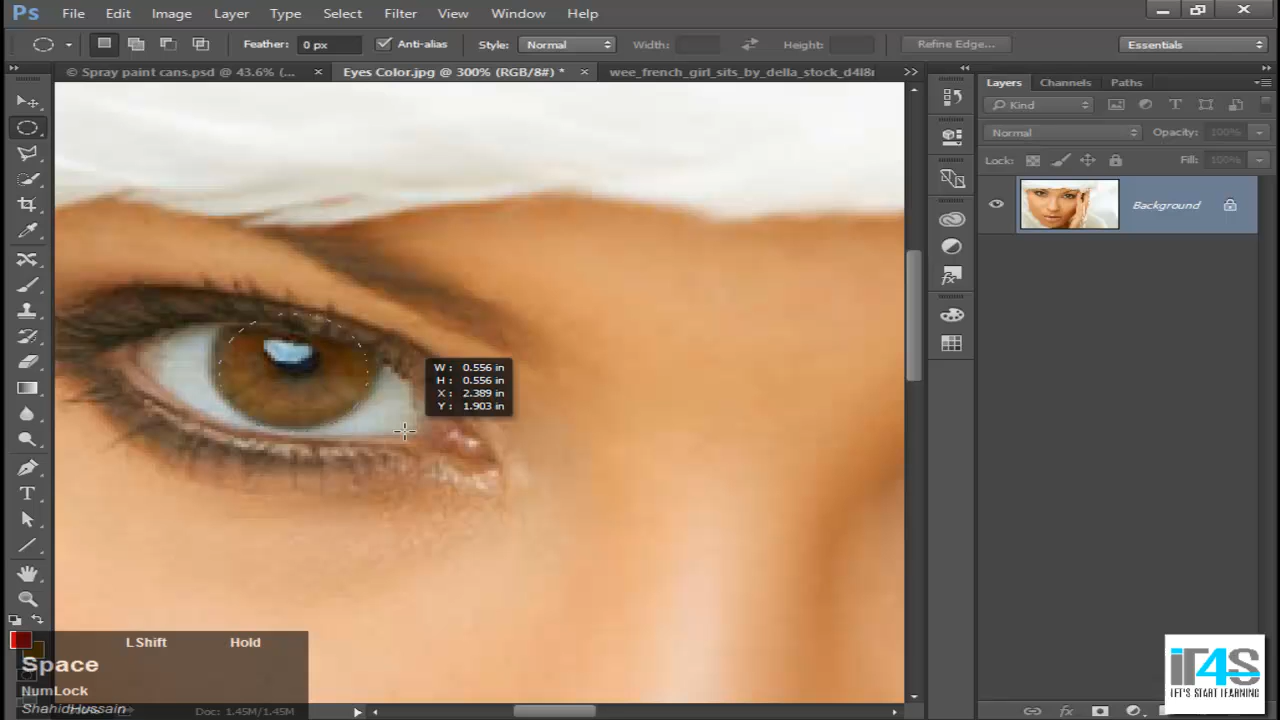 Ps File Edit Image Layer Type Select Filter View Window Help
Feather: 0 px Anti-alias Style: Normal Width: Height: Refine Edge... Essentials
© Spray paint cans.psd @ 43.6% (... × Eyes Color.jpg @ 300% (RGB/8#) * × wee_french_girl_sits_by_della_stock_d4l8r
Layers Channels Paths
Kind
Normal Opacity: 100%
Lock: Fill: 100%
Background
W: 0.556 in
H: 0.556 in
X: 2.389 in
Y: 1.903 in
LShift Hold
Space
NumLock
ShahidHussain
Doc: 1.45M/1.45M
iT4S
LET'S START LEARNING